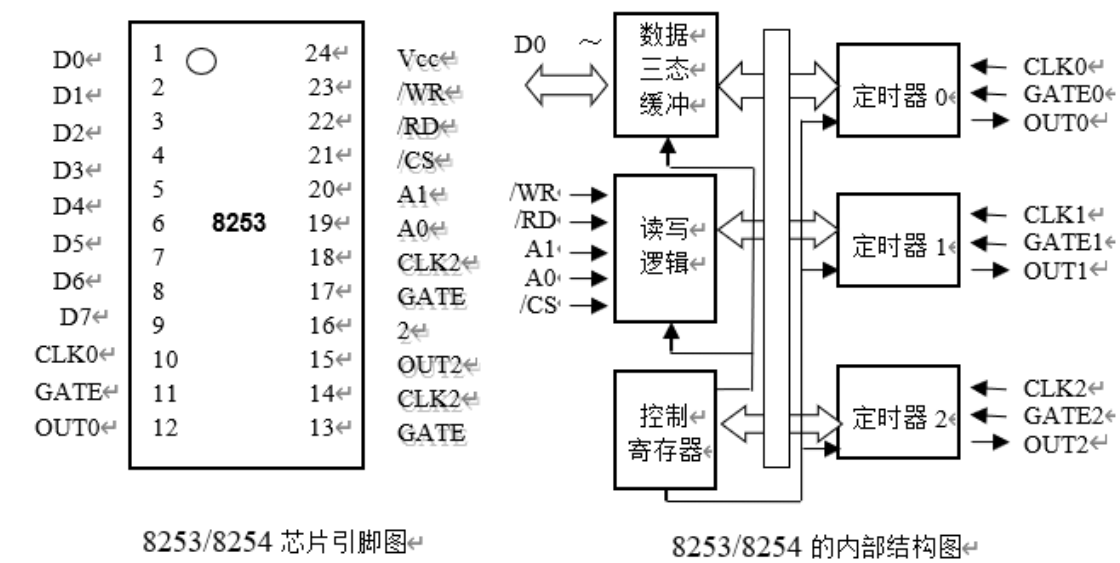 D0
D1
D2
D3
D4
D5
D6
D7
CLK0
GATE
OUT0
1
2
3
4
5
6
7
8
9
10
11
12
8253
24
23
22
21
20
19
18
17
16
15
14
13
Vcc
/WR
/RD
/CS
A1
A0
CLK2
GATE
2
OUT2
CLK2
GATE
8253/8254 芯片引脚图
D0 ～
数据
三态
缓冲
/WR
/RD
A1
A0
/CS
读写
逻辑
控制
寄存器
定时器 0
CLK0
GATE0
OUT0
定时器 1
CLK1
GATE1
OUT1
定时器 2
CLK2
GATE2
OUT2
8253/8254 的内部结构图